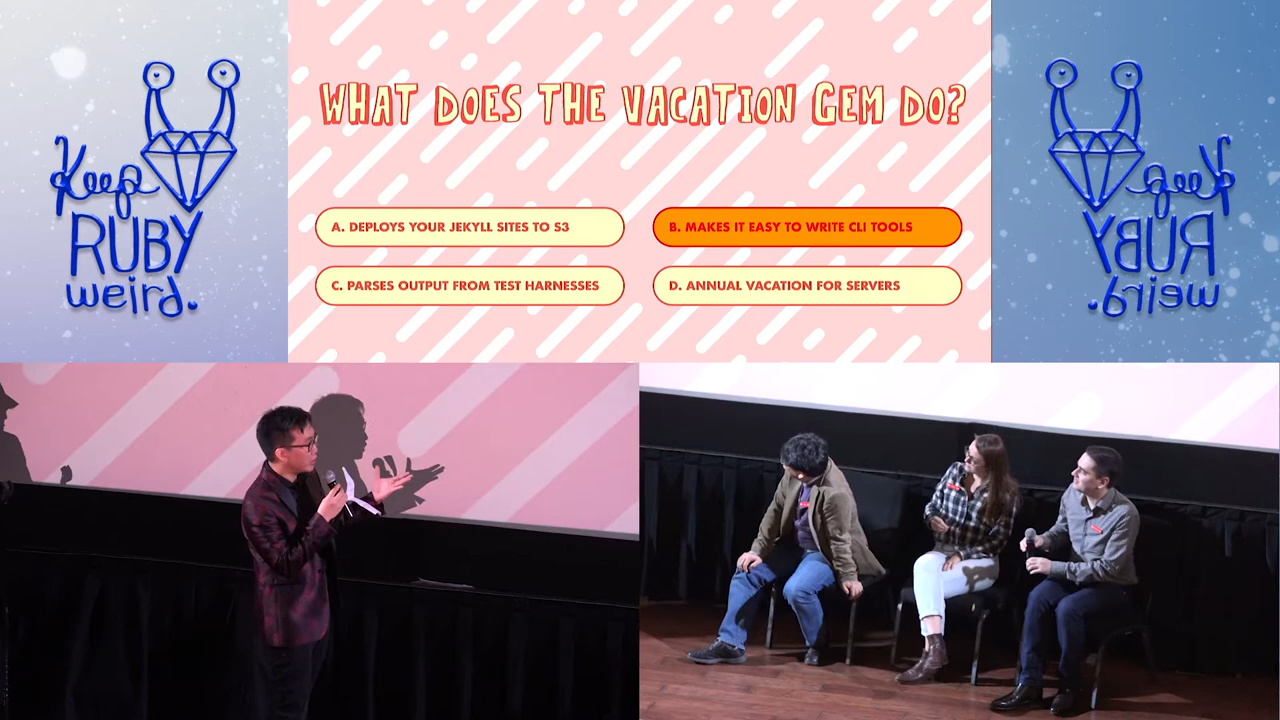 Keep
RUBY
weird.
WHAT DOES THE VACATION GEM DO?
A. DEPLOYS YOUR JEKYLL SITES TO S3
B. MAKES IT EASY TO WRITE CLI TOOLS
C. PARSES OUTPUT FROM TEST HARNESSES
D. ANNUAL VACATION FOR SERVERS
Keep
RUBY
weird.